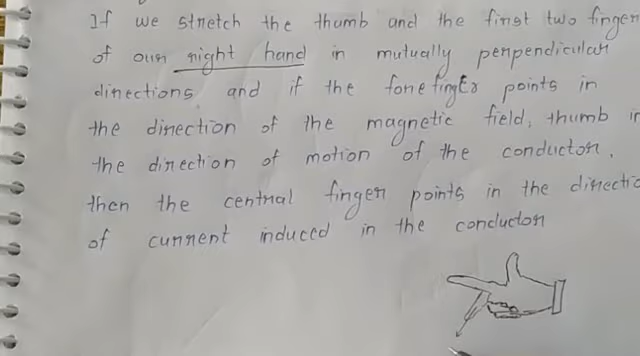 If we stretch the thumb and the first two finger
of our right hand in mutually perpendicular
directions and if the forefinger points in
the direction of the magnetic field, thumb in
the direction of motion of the conductor,
then the central finger points in the directio
of current induced in the conductor